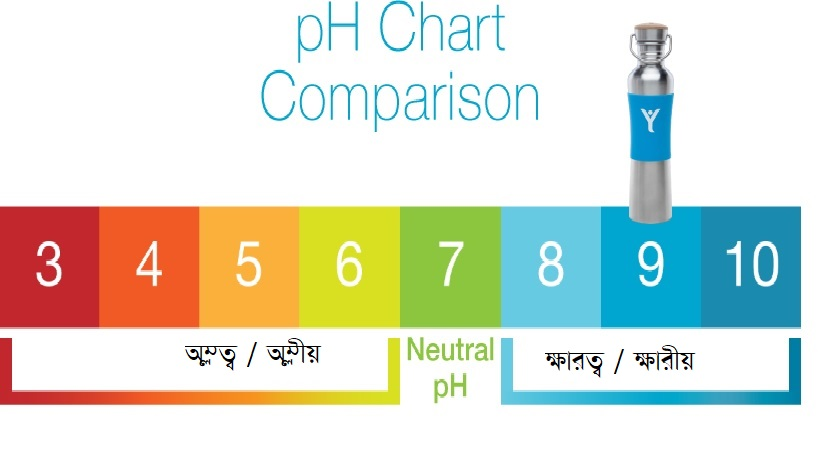 pH Chart
Comparison
3 4 5 6 7 8 9 10
অম্লত্ব / অম্লীয়
Neutral
pH
ক্ষারত্ব / ক্ষারীয়